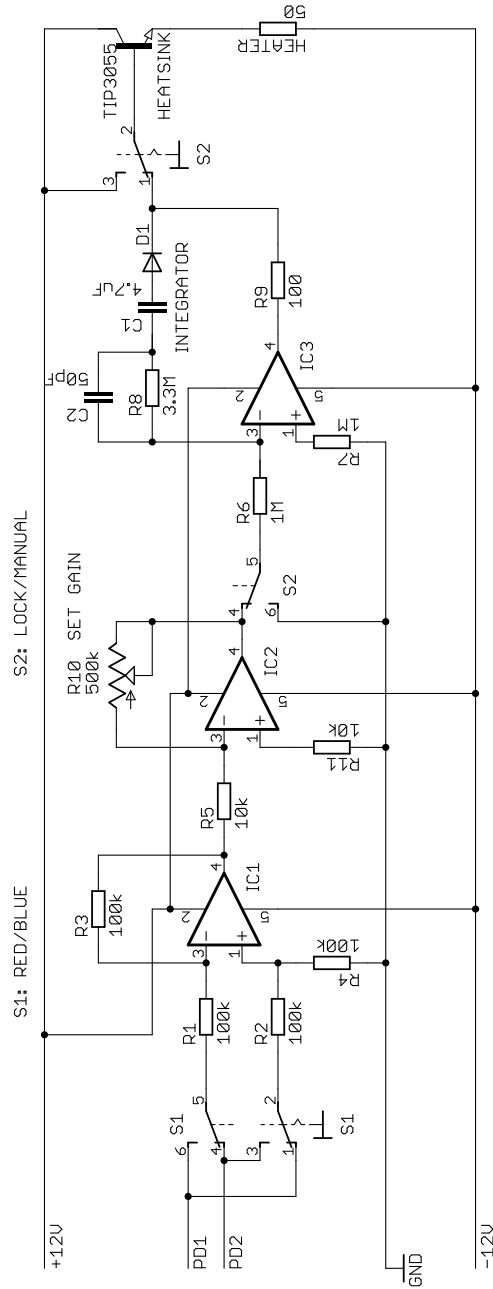 S1: RED/BLUE
S2: LOCK/MANUAL
+12V
PD1
PD2
GND
-12V
S1
6
5
4
3
2
1
S1
R1
100k
R2
100k
R3
100k
R4
100k
3
1
2
4
5
IC1
R5
10k
R10 SET GAIN
500k
R11
10k
3
1
2
4
5
IC2
4
5
6
S2
R6
1M
R7
1M
3
1
2
4
5
IC3
C2
50pF
R8
3.3M
C1
4.7uF
D1
INTEGRATOR
R9
100
3
1
2
S2
TIP3055
HEATSINK
HEATER
50